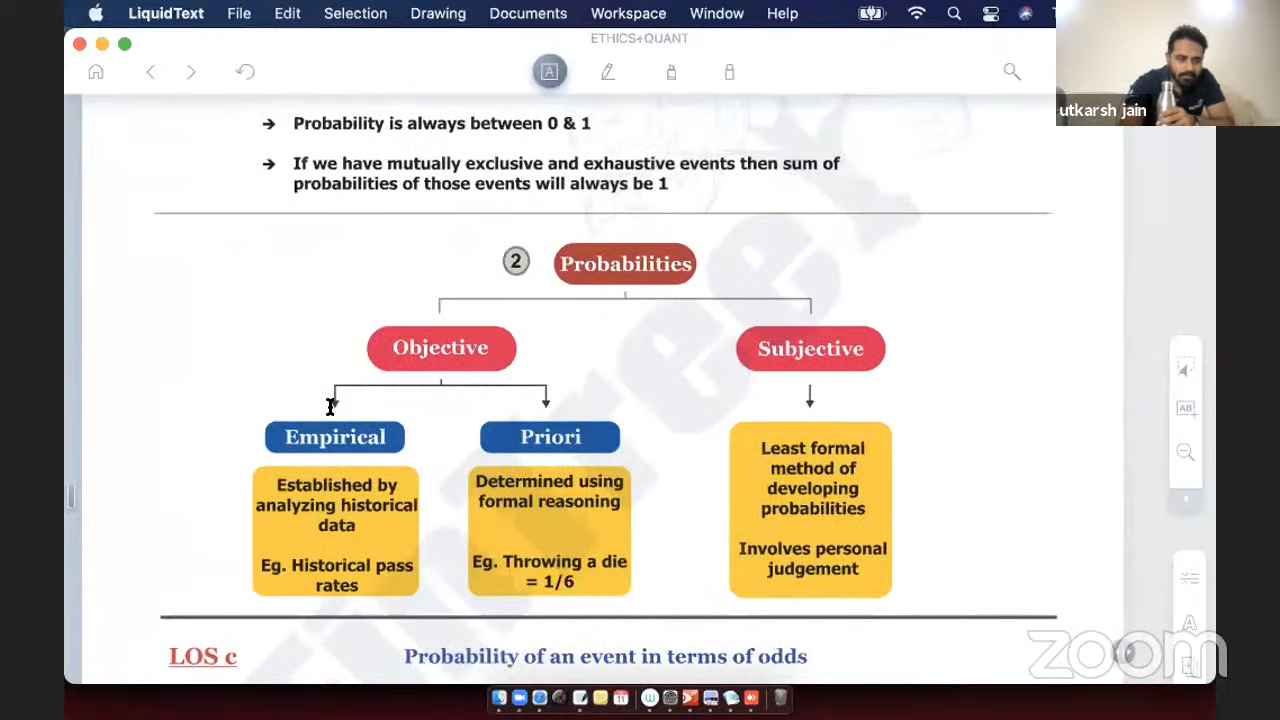 LiquidText File Edit Selection Drawing Documents Workspace Window Help
ETHICS+QUANT
A
utkarsh jain
→ Probability is always between 0 & 1
→ If we have mutually exclusive and exhaustive events then sum of
probabilities of those events will always be 1
2 Probabilities
Objective
Subjective
Empirical
Established by
analyzing historical
data
Eg. Historical pass
rates
Priori
Determined using
formal reasoning
Eg. Throwing a die
= 1/6
Least formal
method of
developing
probabilities
Involves personal
judgement
AB
A
LOS c Probability of an event in terms of odds
zoom